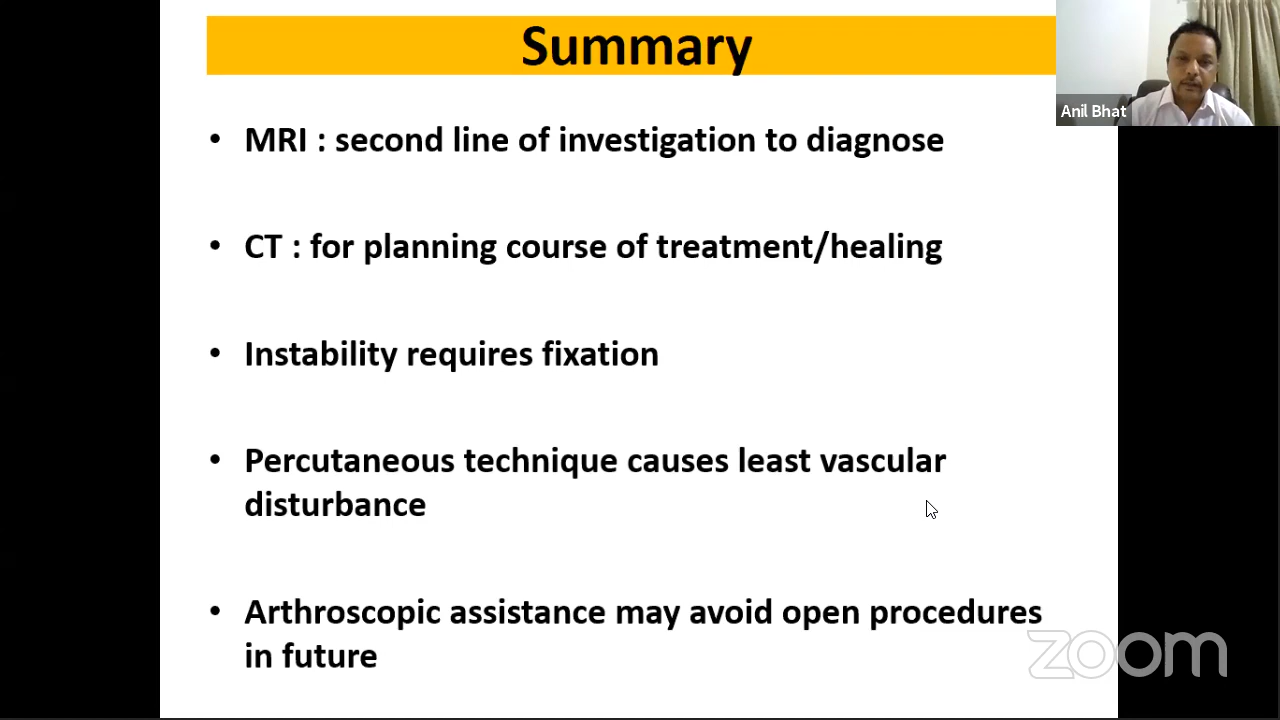 Summary
Anil Bhat
• MRI : second line of investigation to diagnose
• CT : for planning course of treatment/healing
• Instability requires fixation
• Percutaneous technique causes least vascular
disturbance
• Arthroscopic assistance may avoid open procedures
in future
zoom